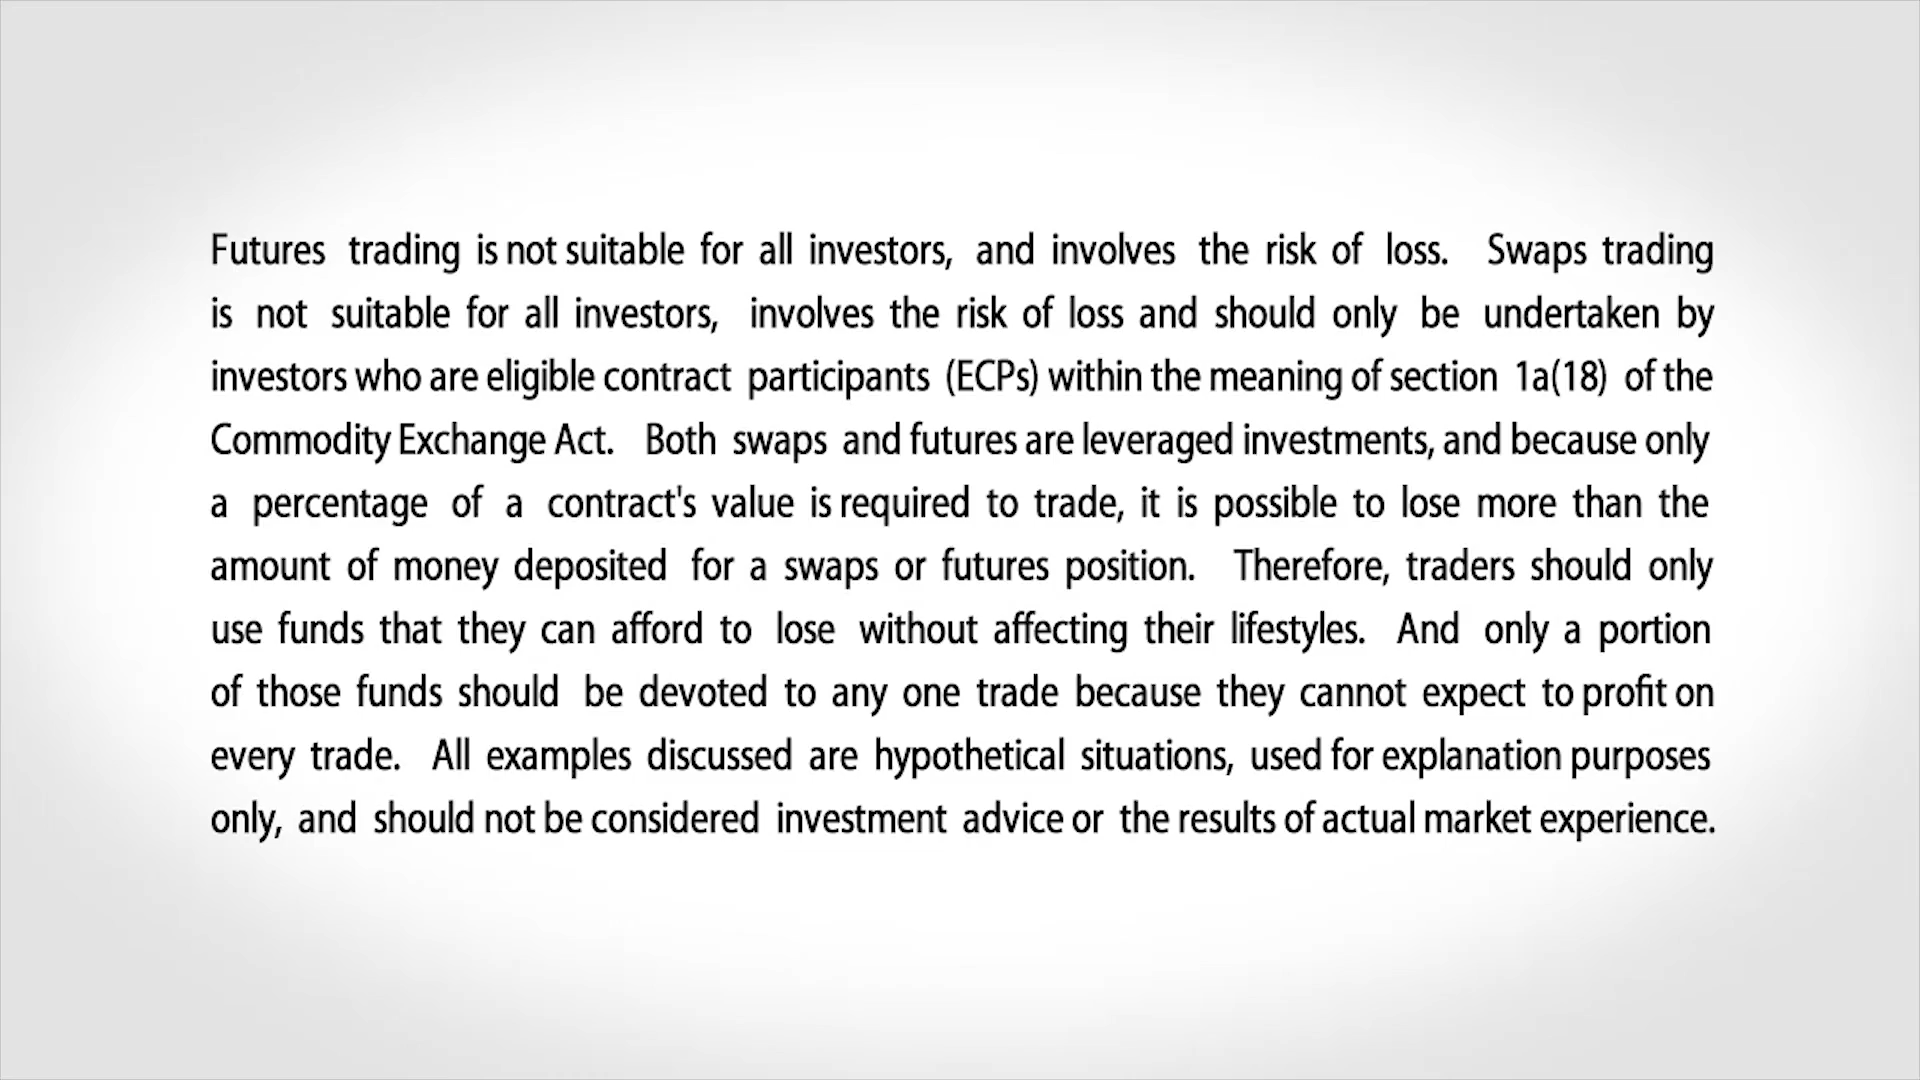 Futures trading is not suitable for all investors, and involves the risk of loss. Swaps trading
is not suitable for all investors, involves the risk of loss and should only be undertaken by
investors who are eligible contract participants (ECPs) within the meaning of section 1a(18) of the
Commodity Exchange Act. Both swaps and futures are leveraged investments, and because only
a percentage of a contract's value is required to trade, it is possible to lose more than the
amount of money deposited for a swaps or futures position. Therefore, traders should only
use funds that they can afford to lose without affecting their lifestyles. And only a portion
of those funds should be devoted to any one trade because they cannot expect to profit on
every trade. All examples discussed are hypothetical situations, used for explanation purposes
only, and should not be considered investment advice or the results of actual market experience.